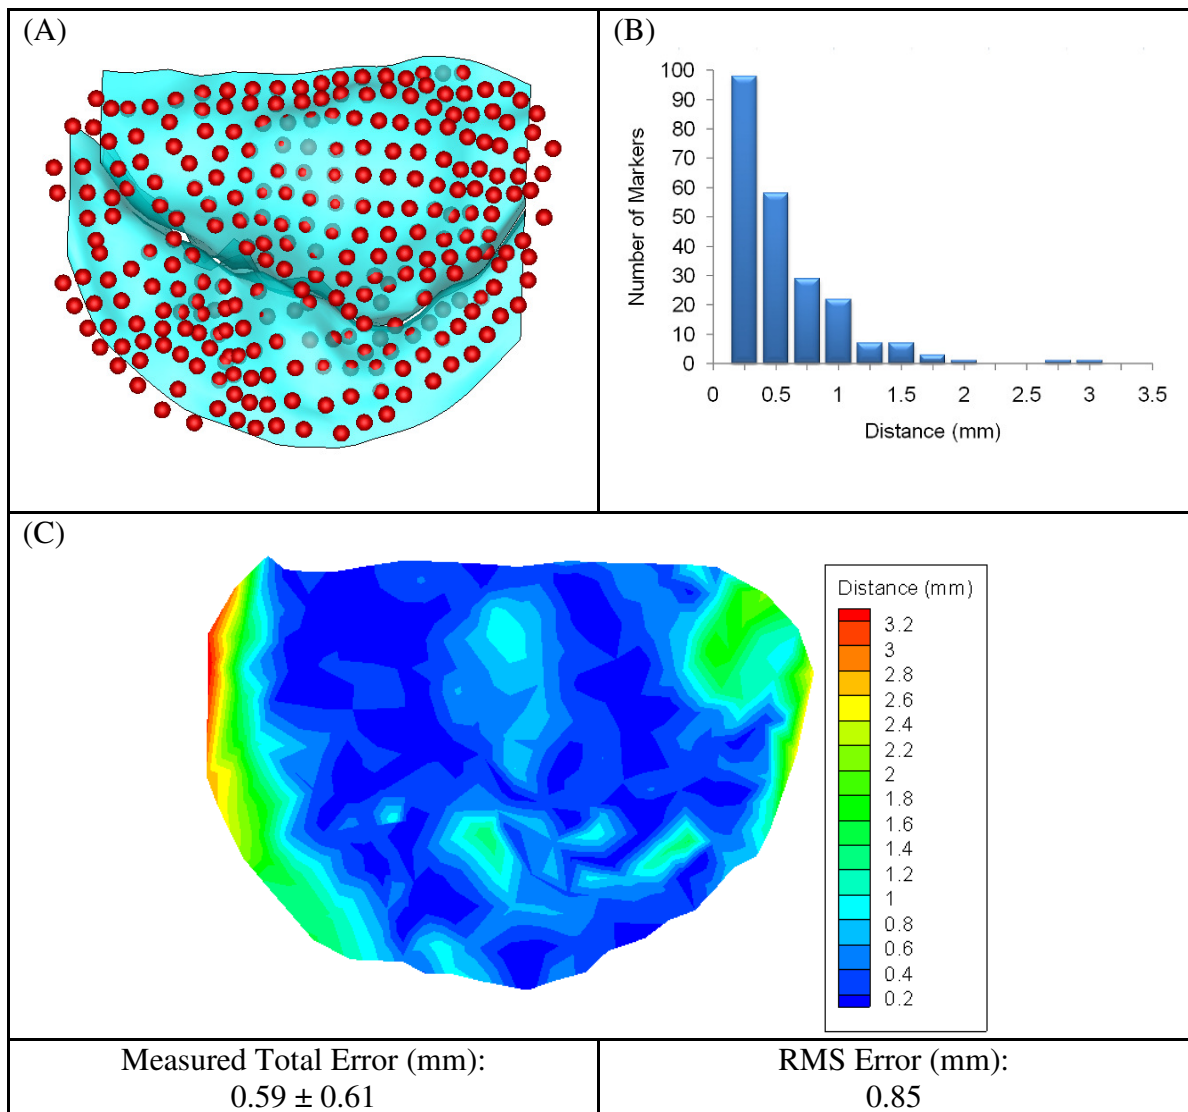 (A)
(B)
100
90
80
70
60
50
40
30
20
10
0
Number of Markers
0 0.5 1 1.5 2 2.5 3 3.5
Distance (mm)
(C)
Distance (mm)
3.2
3
2.8
2.6
2.4
2.2
2
1.8
1.6
1.4
1.2
1
0.8
0.6
0.4
0.2
Measured Total Error (mm):
0.59 ± 0.61
RMS Error (mm):
0.85